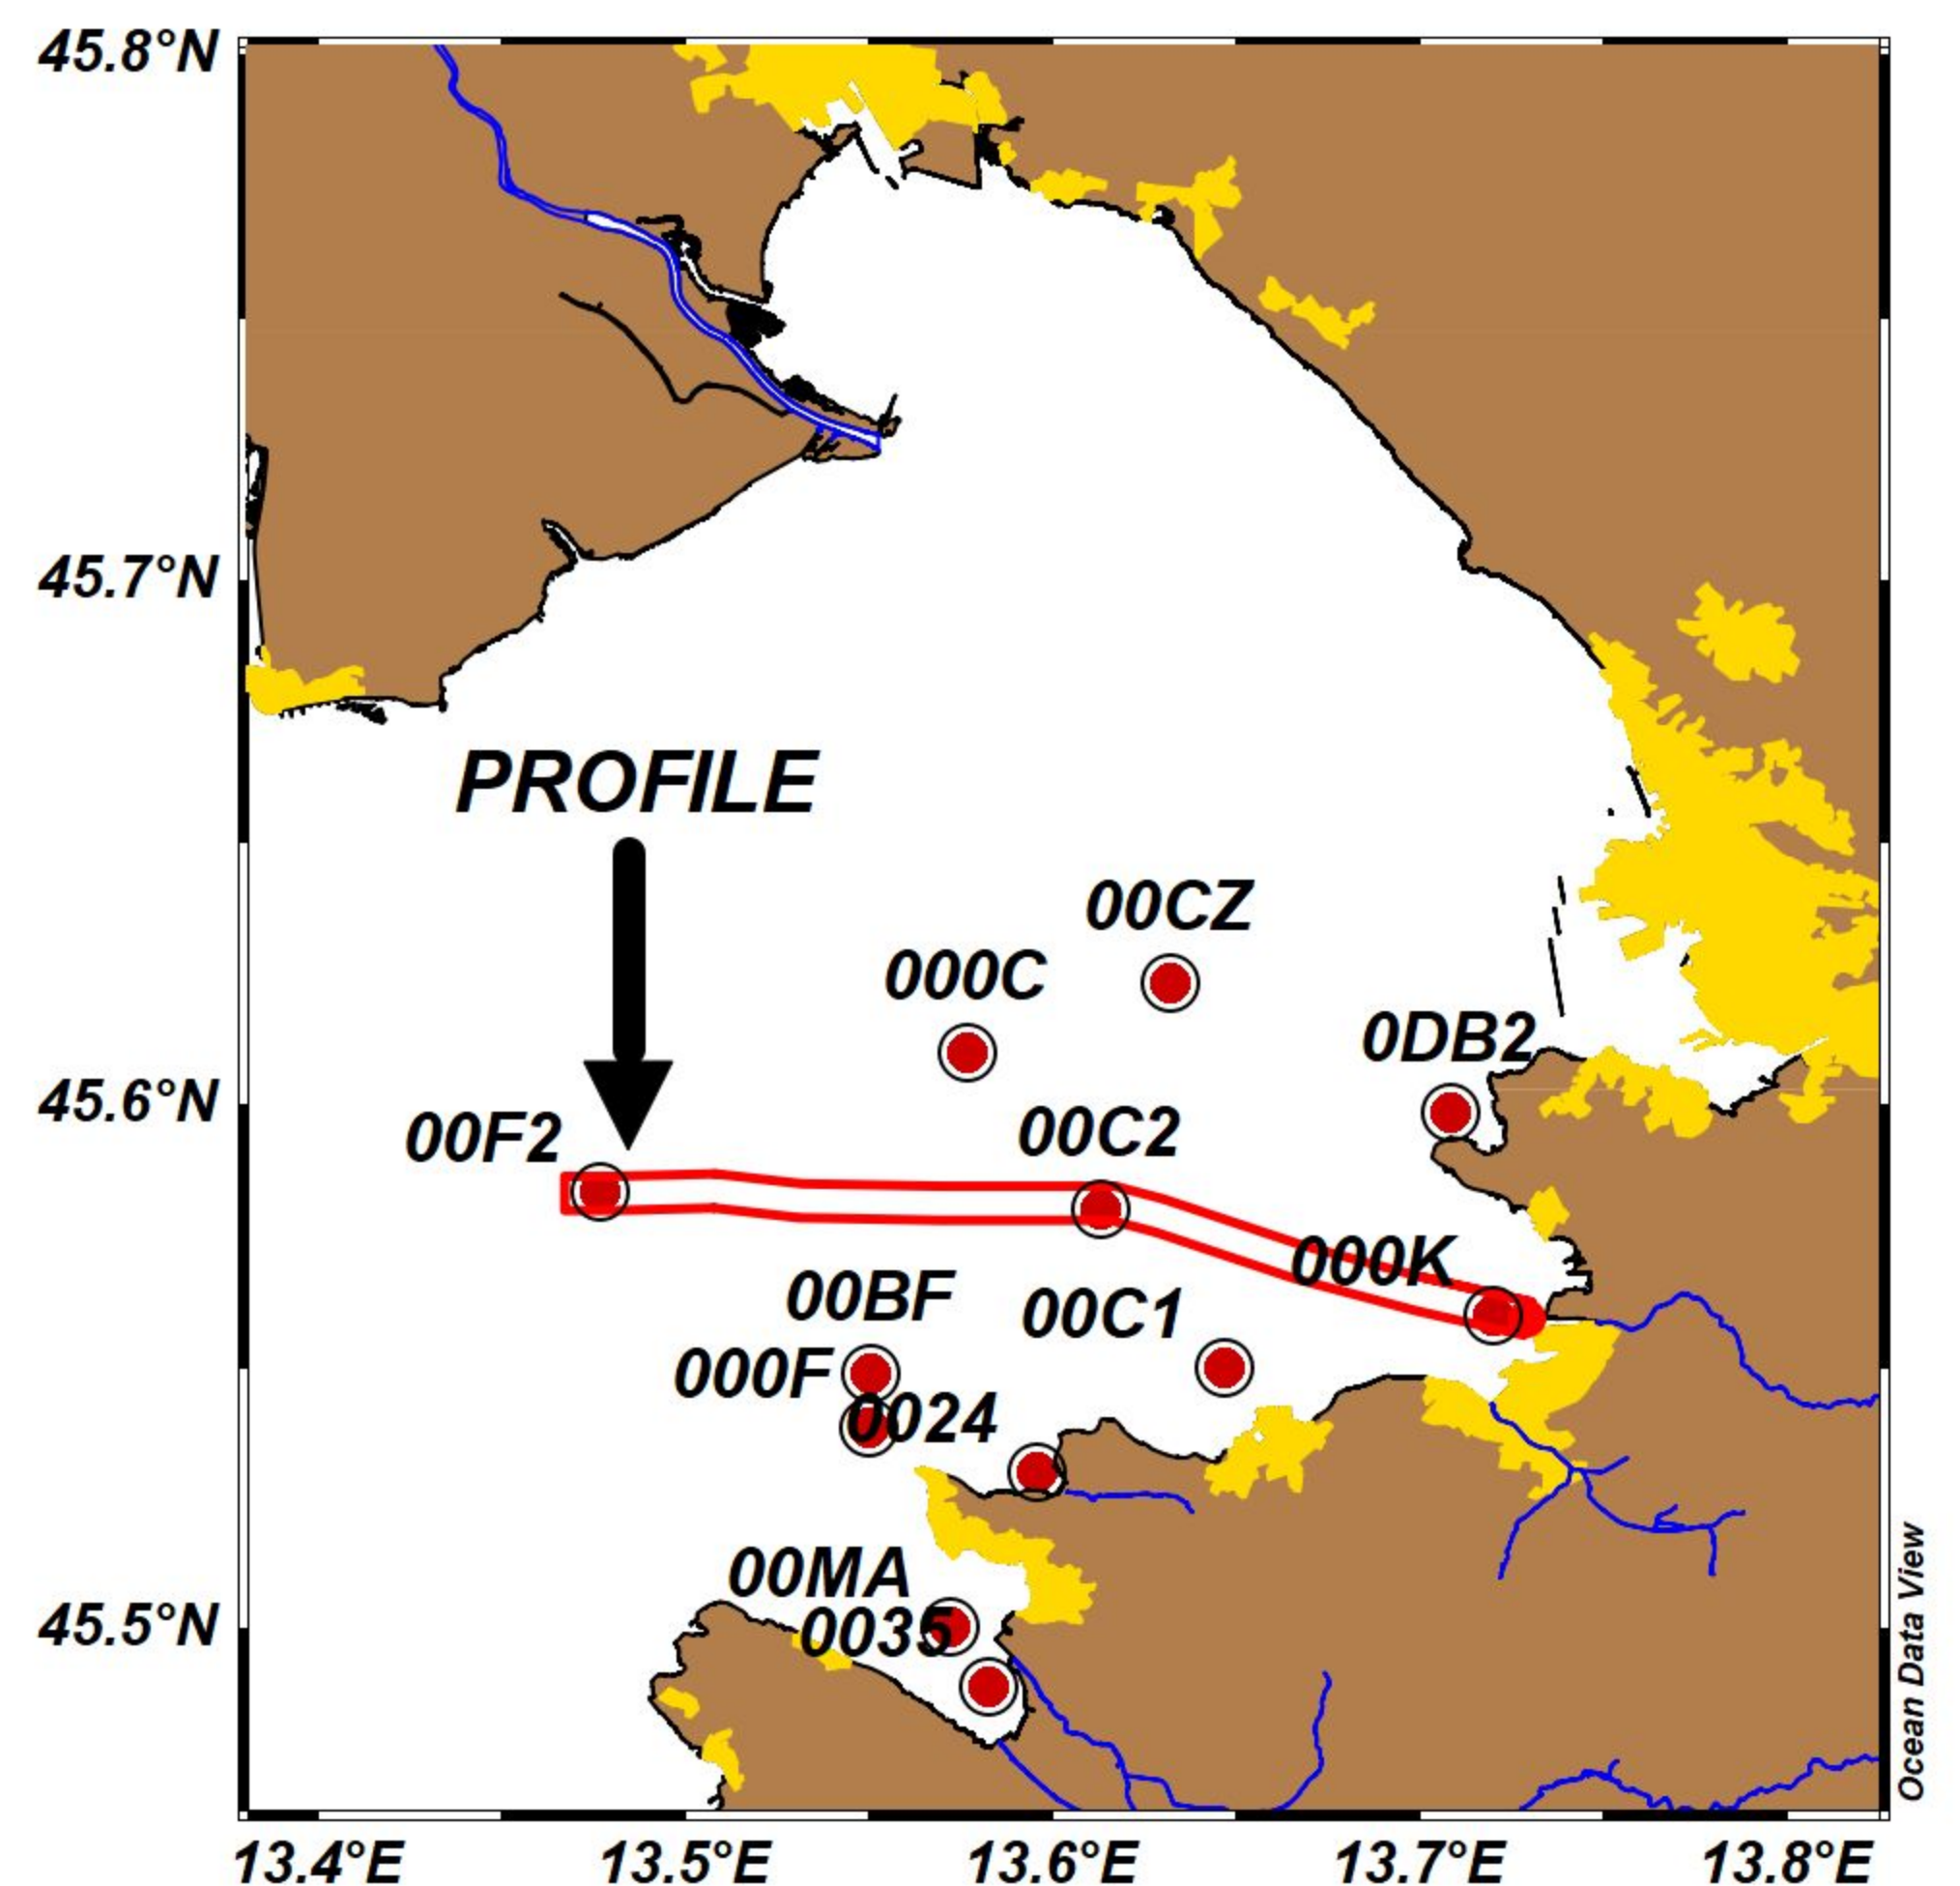 45.8°N
45.7°N
PROFILE
00CZ
000C
0DB2
45.6°N
00C2
00F2
000K
00BF
00C1
000F
0024
00MA
0035
45.5°N
Ocean Data View
13.4°E
13.5°E
13.6°E
13.7°E
13.8°E